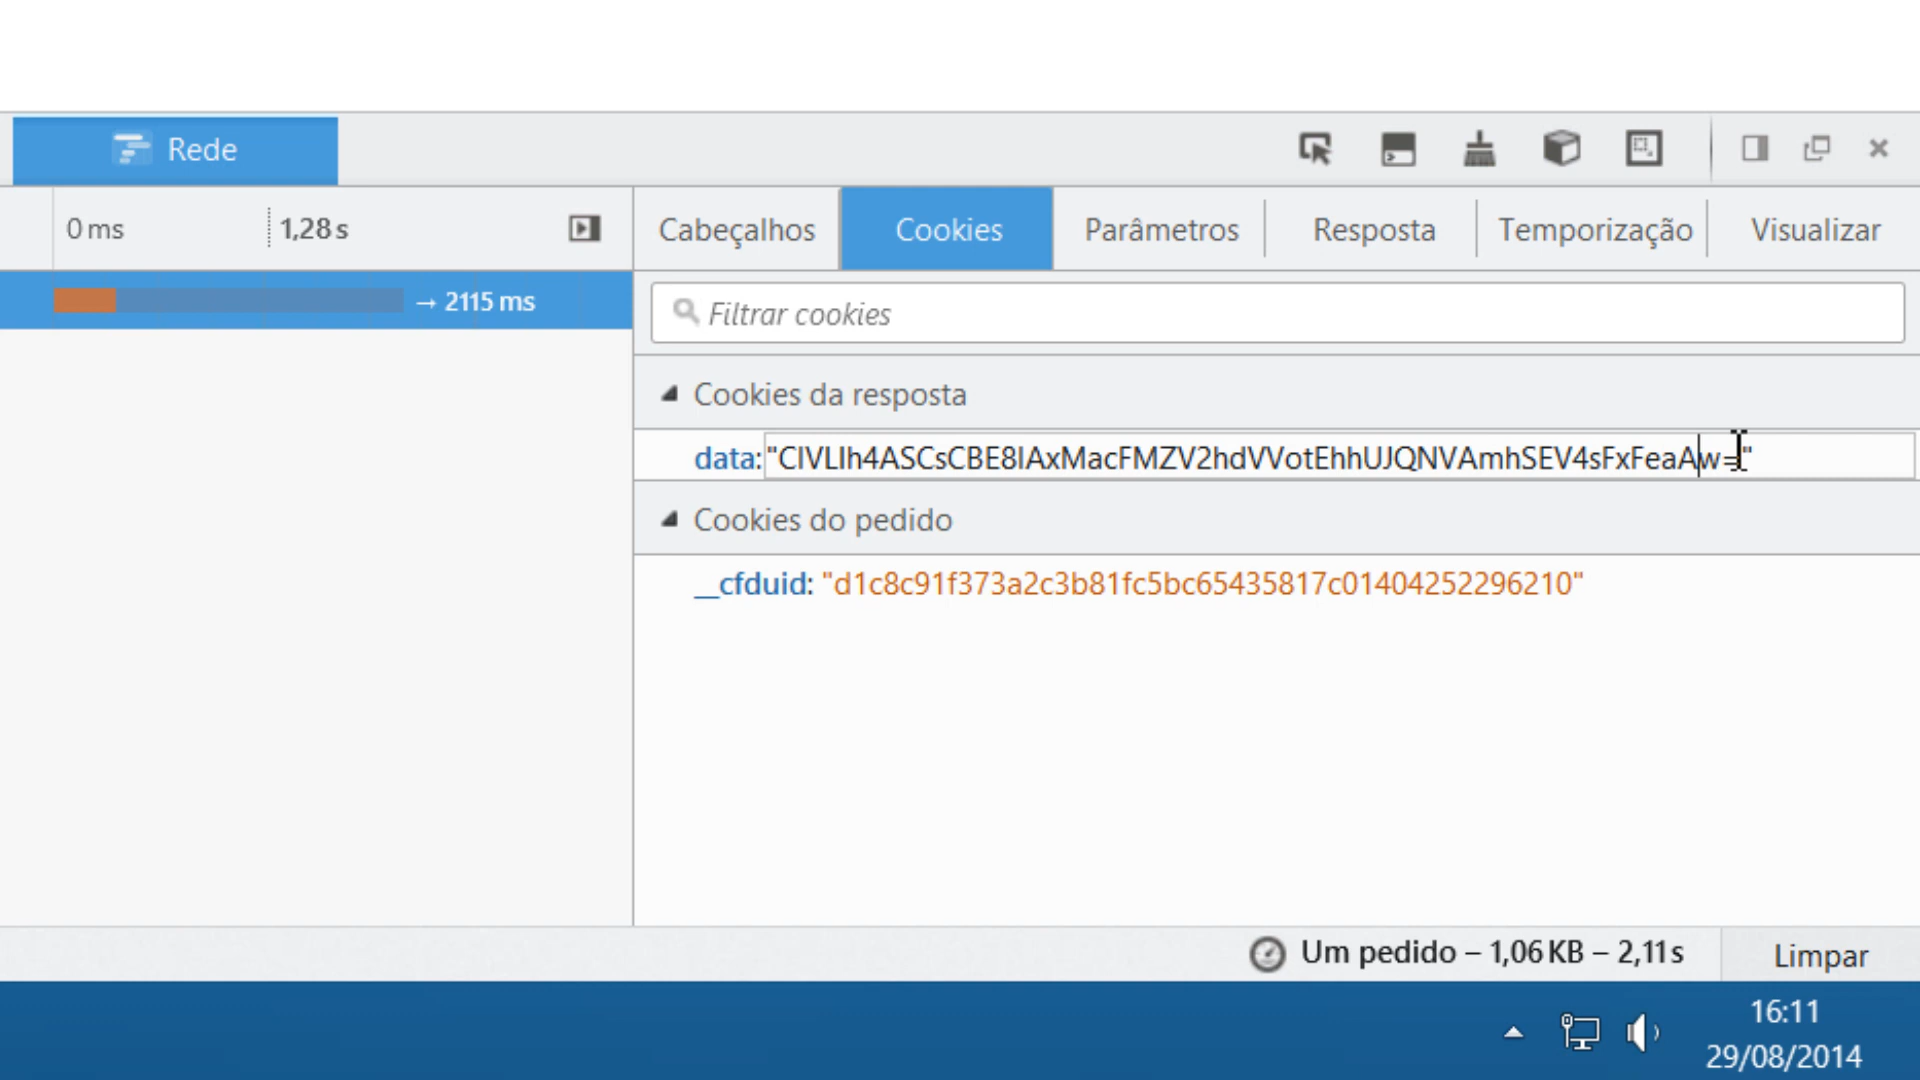 Rede
0 ms 1,28 s
Cabeçalhos Cookies Parâmetros Resposta Temporização Visualizar
→ 2115 ms
Filtrar cookies
Cookies da resposta
data: "ClVLIh4ASCsCBE8lAxMacFMZV2hdVVotEhhUJQNVAmhSEV4sFxFeaAw="
Cookies do pedido
__cfduid: "d1c8c91f373a2c3b81fc5bc65435817c01404252296210"
Um pedido – 1,06 KB – 2,11 s Limpar
16:11
29/08/2014